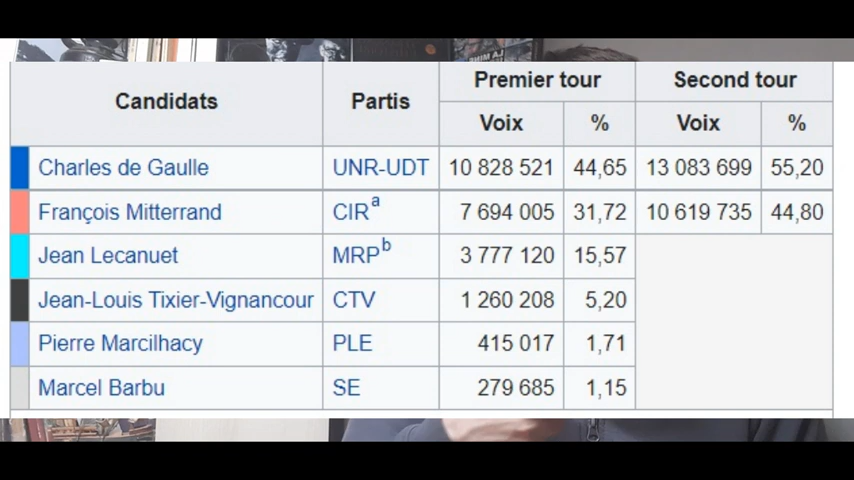 Candidats Partis Premier tour Second tour
Voix % Voix %
Charles de Gaulle UNR-UDT 10 828 521 44,65 13 083 699 55,20
François Mitterrand CIRa 7 694 005 31,72 10 619 735 44,80
Jean Lecanuet MRPb 3 777 120 15,57
Jean-Louis Tixier-Vignancour CTV 1 260 208 5,20
Pierre Marcilhacy PLE 415 017 1,71
Marcel Barbu SE 279 685 1,15